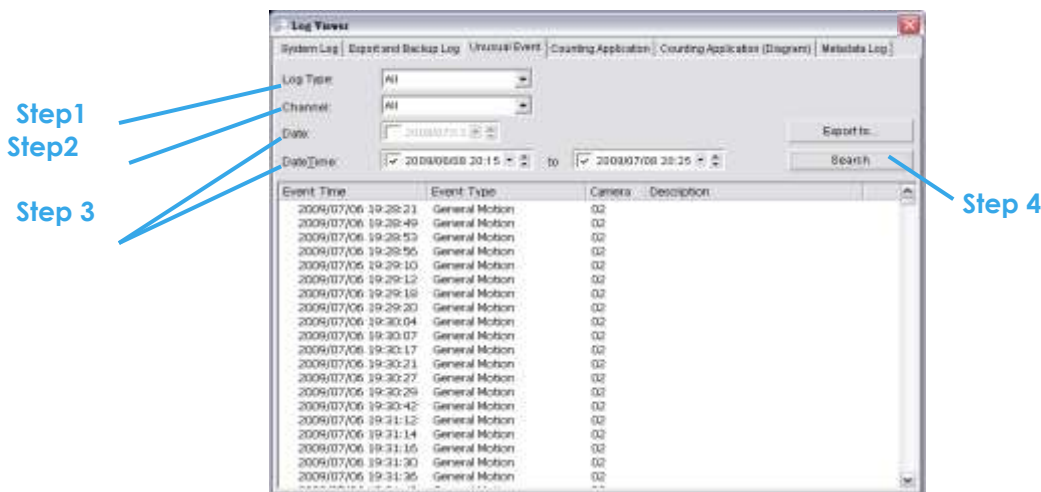 Log Viewer
System Log Export and Backup Log Unusual Event Counting Application Counting Application (Diagram) Metadata Log
Log Type: All
Step1
Channel: All
Step2
Date:
Export to...
DateTime: 20:15 to 2009/07/08 20:25
Search
Step 3
Step 4
Event Time Event Type Camera Description
2009/07/06 19:28:21 General Motion 02
2009/07/06 19:28:49 General Motion 02
2009/07/06 19:28:53 General Motion 02
2009/07/06 19:28:56 General Motion 02
2009/07/06 19:29:10 General Motion 02
2009/07/06 19:29:12 General Motion 02
2009/07/06 19:29:18 General Motion 02
2009/07/06 19:29:20 General Motion 02
2009/07/06 19:30:04 General Motion 02
2009/07/06 19:30:07 General Motion 02
2009/07/06 19:30:17 General Motion 02
2009/07/06 19:30:21 General Motion 02
2009/07/06 19:30:27 General Motion 02
2009/07/06 19:30:29 General Motion 02
2009/07/06 19:30:42 General Motion 02
2009/07/06 19:31:12 General Motion 02
2009/07/06 19:31:14 General Motion 02
2009/07/06 19:31:16 General Motion 02
2009/07/06 19:31:30 General Motion 02
2009/07/06 19:31:36 General Motion 02